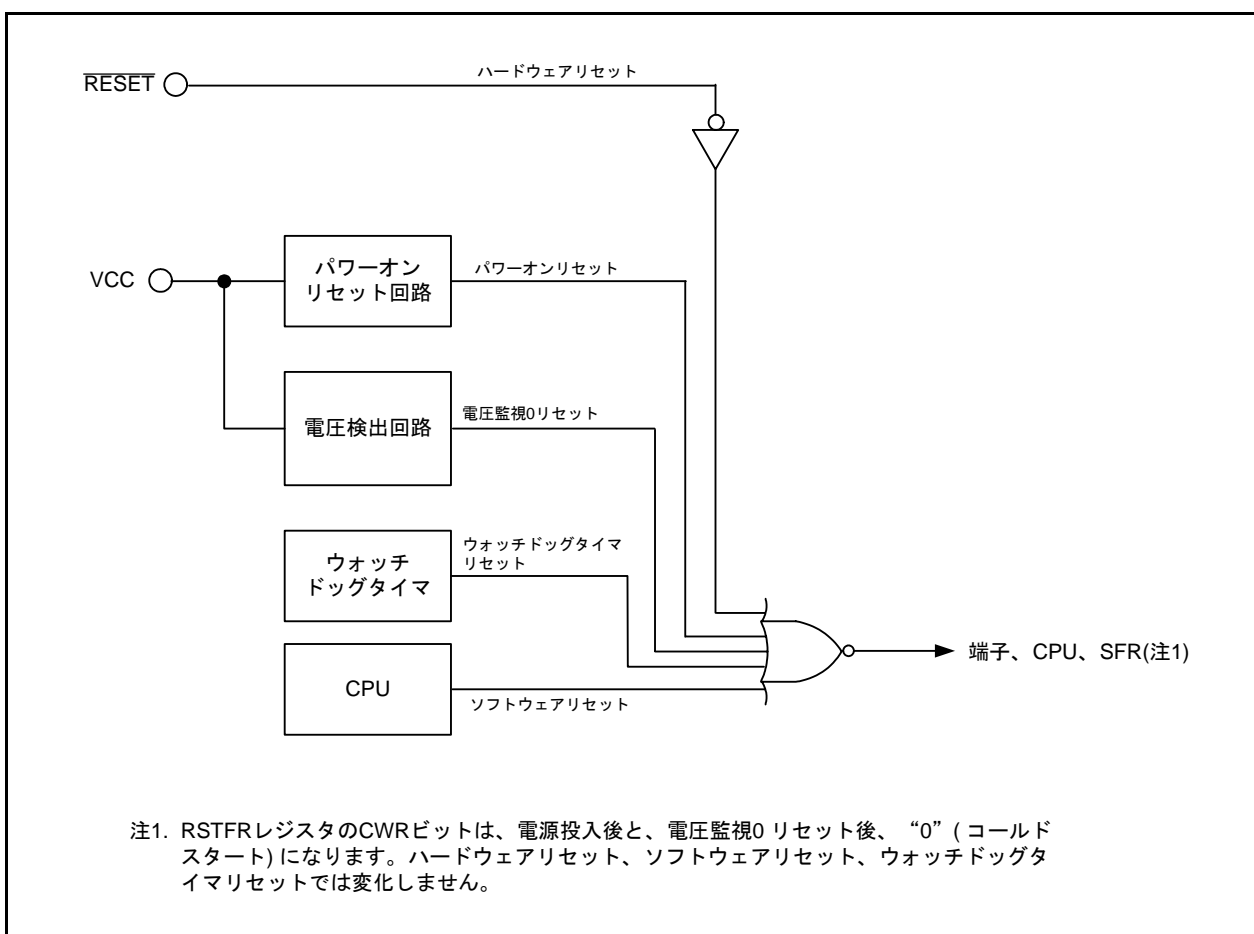 RESET
ハードウェアリセット
VCC
パワーオン
リセット回路
パワーオンリセット
電圧検出回路
電圧監視0リセット
ウォッチ
ドッグタイマ
ウォッチドッグタイマ
リセット
CPU
ソフトウェアリセット
端子、CPU、SFR(注1)
注1. RSTFRレジスタのCWRビットは、電源投入後と、電圧監視0 リセット後、“0”( コールド
スタート) になります。ハードウェアリセット、ソフトウェアリセット、ウォッチドッグタ
イマリセットでは変化しません。